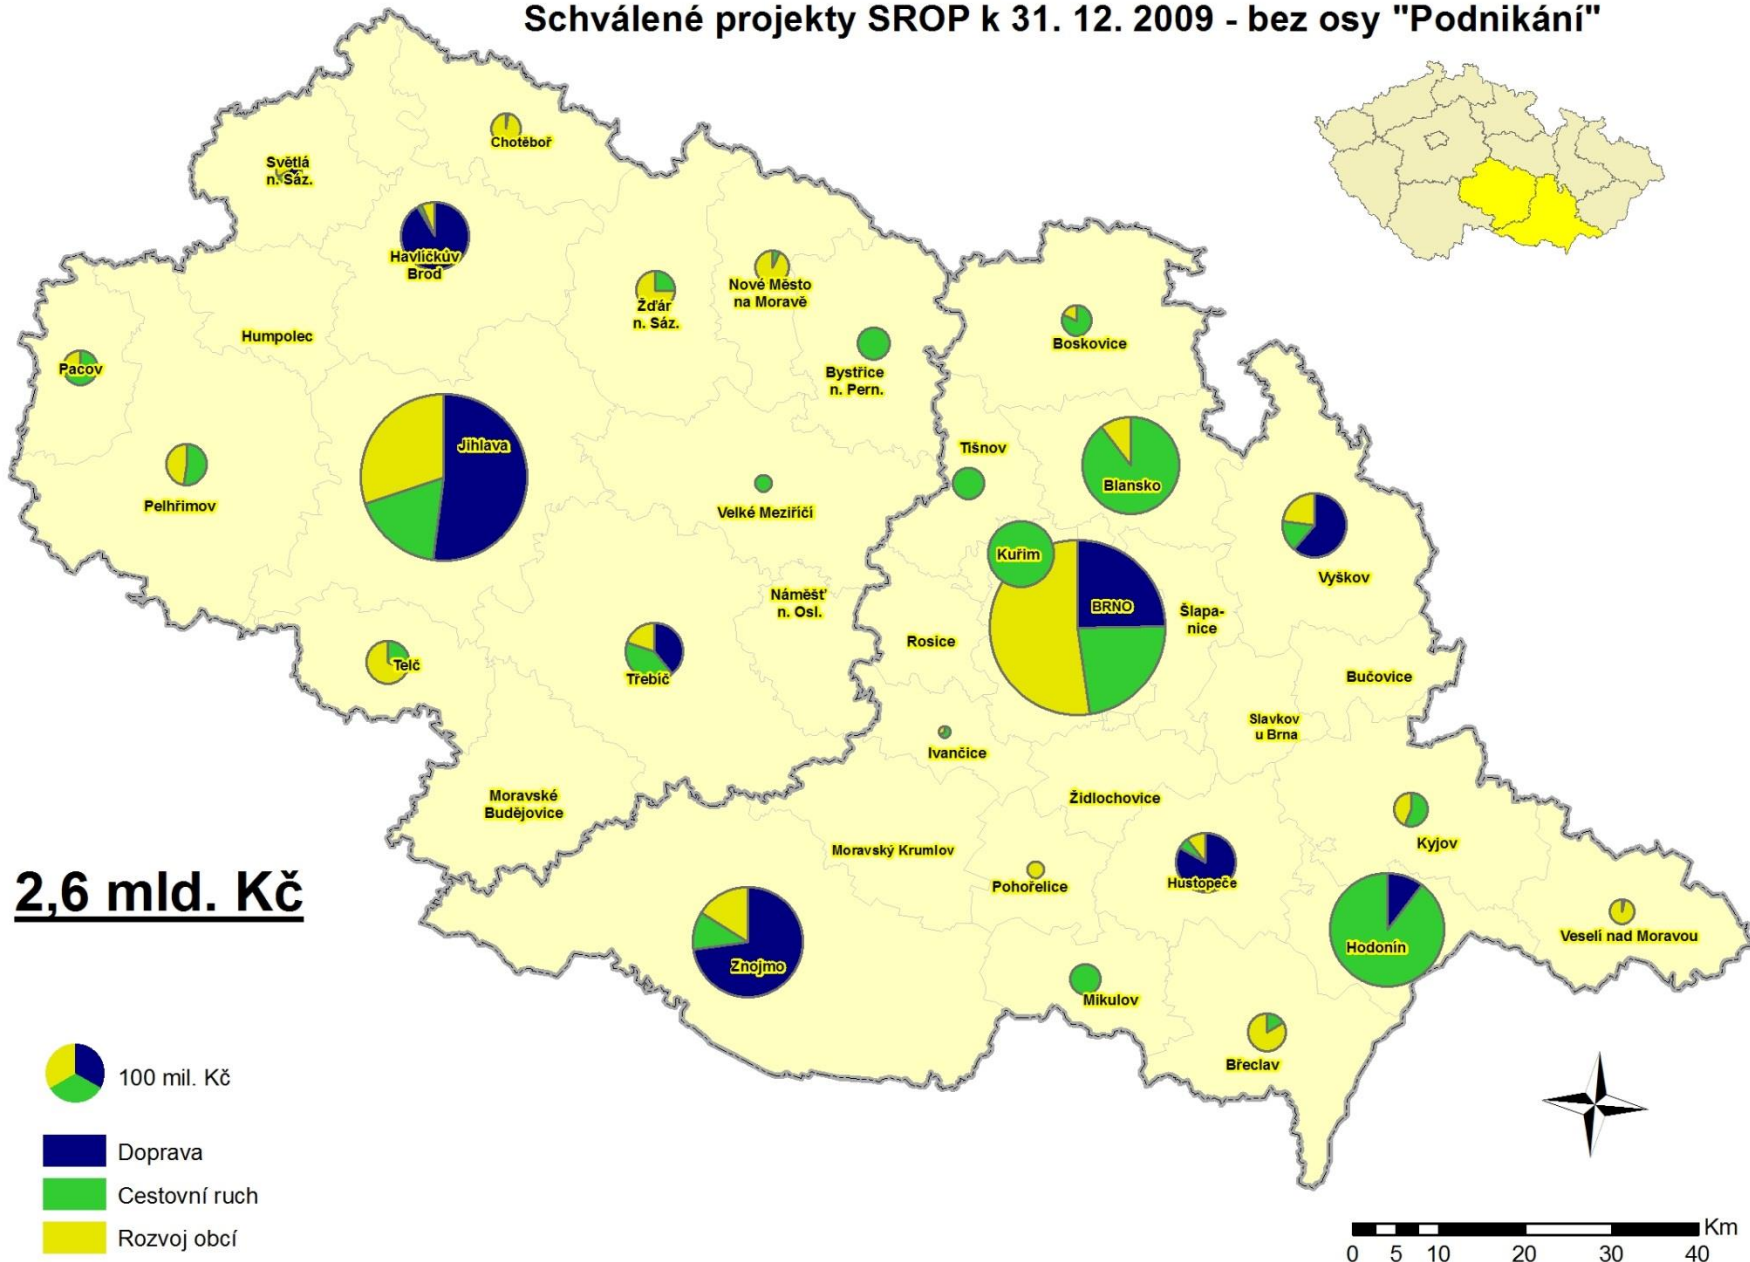 Schválené projekty SROP k 31. 12. 2009 - bez osy "Podnikání"
Chotěboř
Světlá
n. Sáz.
Havlíčkův
Brod
Nové Město
na Moravě
Žďár
n. Sáz.
Humpolec
Boskovice
Pacov
Bystřice
n. Pern.
Jihlava
Tišnov
Blansko
Pelhřimov
Velké Meziříčí
Kuřim
Vyškov
Náměšť
n. Osl.
BRNO
Šlapa-
nice
Rosice
Telč
Třebíč
Bučovice
Slavkov
u Brna
Ivančice
Moravské
Budějovice
Židlochovice
Kyjov
Moravský Krumlov
Pohořelice
Hustopeče
2,6 mld. Kč
Veselí nad Moravou
Hodonín
Znojmo
Mikulov
Břeclav
100 mil. Kč
Doprava
Cestovní ruch
Rozvoj obcí
Km
0 5 10 20 30 40